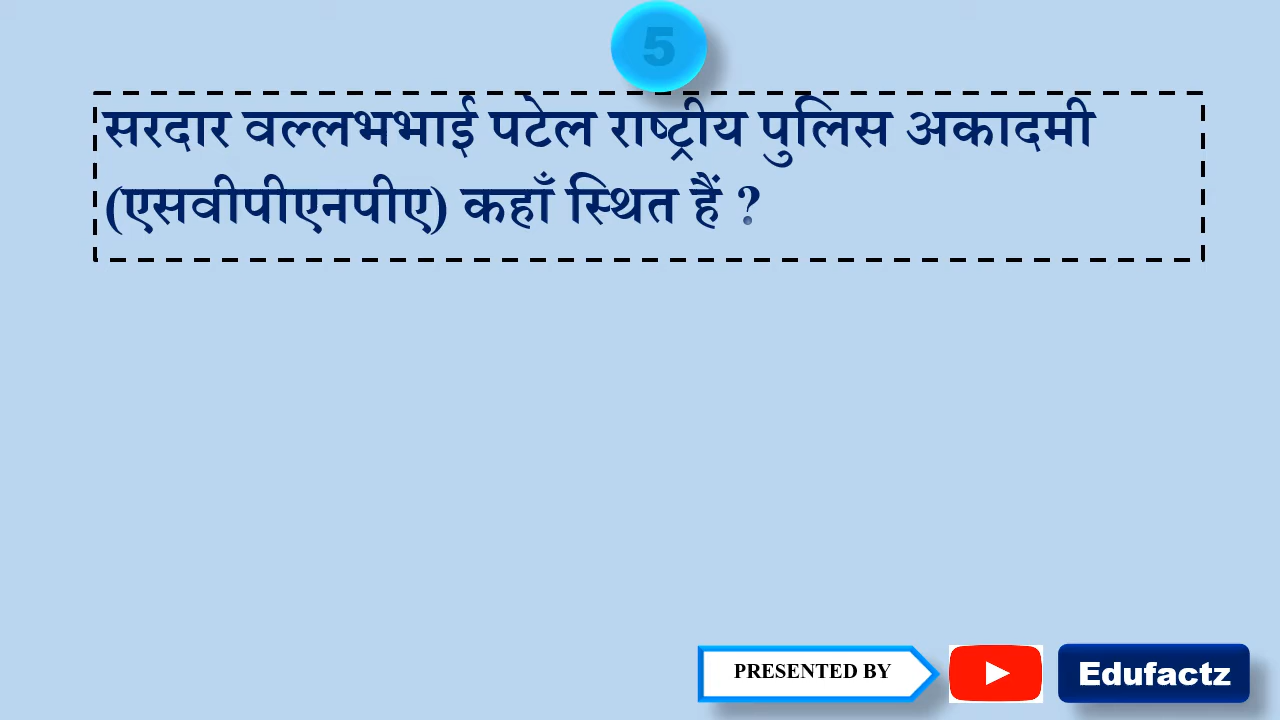 5
सरदार वल्लभभाई पटेल राष्ट्रीय पुलिस अकादमी
(एसवीपीएनपीए) कहाँ स्थित हैं ?
PRESENTED BY
Edufactz